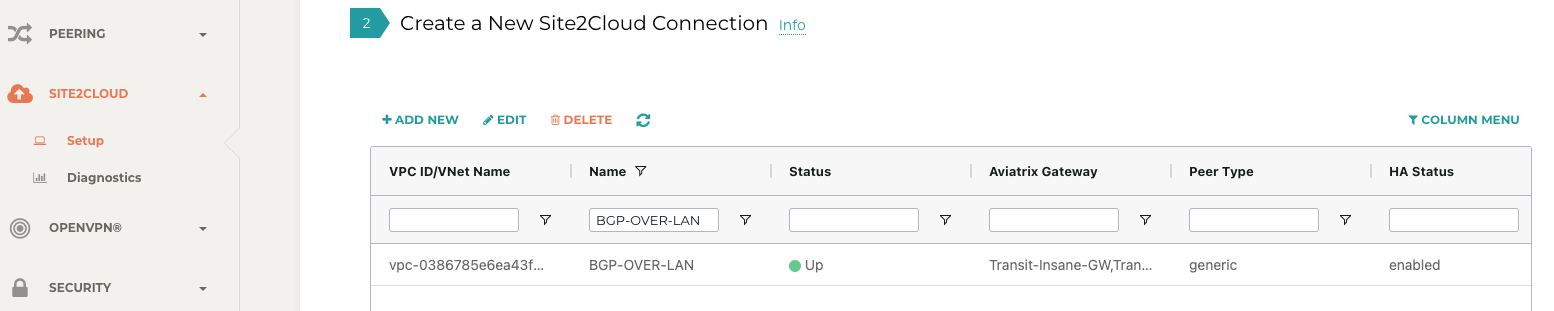 PEERING
SITE2CLOUD
Setup
Diagnostics
OPENVPN®
SECURITY
2 Create a New Site2Cloud Connection Info
ADD NEW EDIT DELETE COLUMN MENU
VPC ID/VNet Name Name Status Aviatrix Gateway Peer Type HA Status
BGP-OVER-LAN
vpc-0386785e6ea43f... BGP-OVER-LAN Up Transit-Insane-GW,Tran... generic enabled